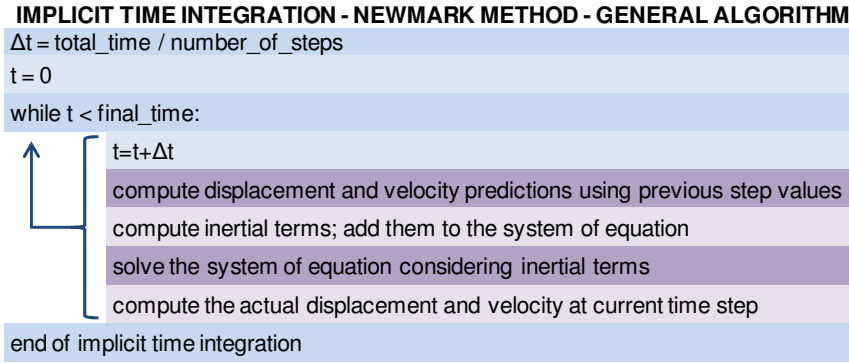 IMPLICIT TIME INTEGRATION - NEWMARK METHOD - GENERAL ALGORITHM
Δt = total_time / number_of_steps
t = 0
while t < final_time:
t=t+Δt
compute displacement and velocity predictions using previous step values
compute inertial terms; add them to the system of equation
solve the system of equation considering inertial terms
compute the actual displacement and velocity at current time step
end of implicit time integration